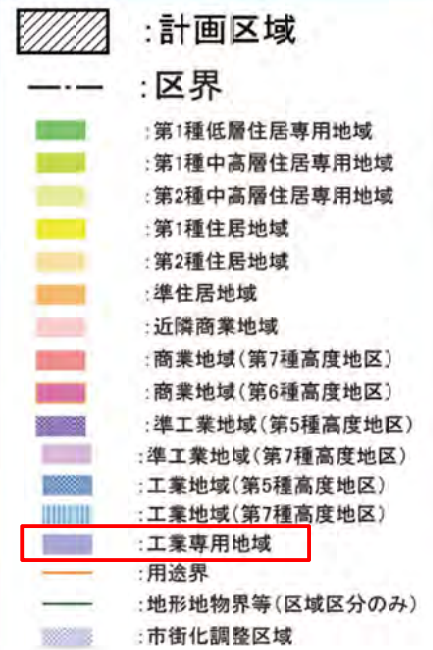 :計画区域
:区界
:第1種低層住居専用地域
:第1種中高層住居専用地域
:第2種中高層住居専用地域
:第1種住居地域
:第2種住居地域
:準住居地域
:近隣商業地域
:商業地域(第7種高度地区)
:商業地域(第6種高度地区)
:準工業地域(第5種高度地区)
:準工業地域(第7種高度地区)
:工業地域(第5種高度地区)
:工業地域(第7種高度地区)
:工業専用地域
:用途界
:地形地物界等(区域区分のみ)
:市街化調整区域